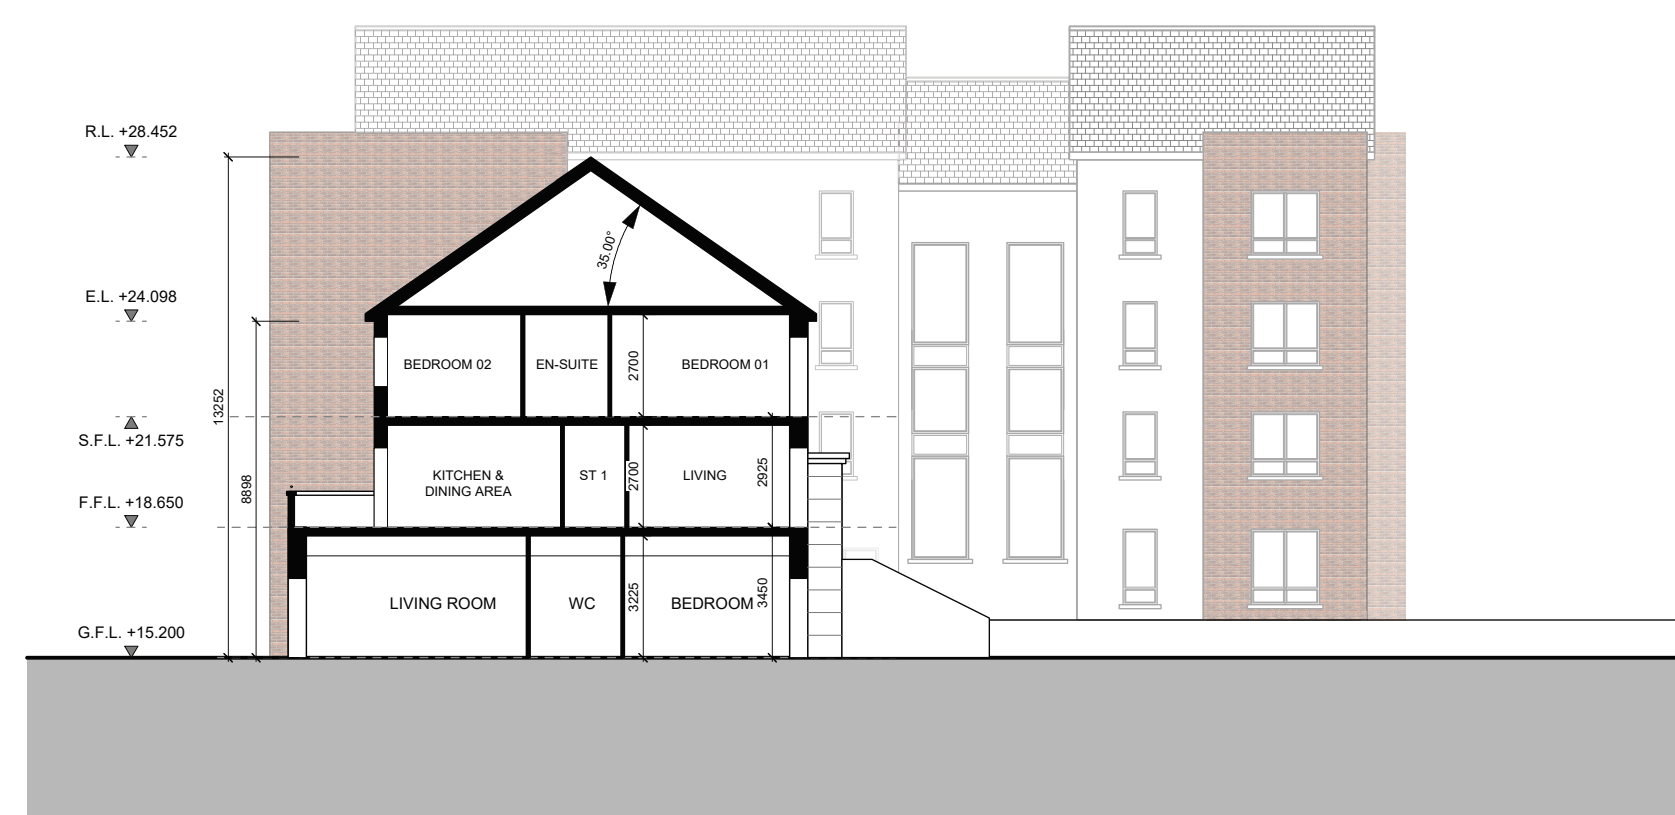 R.L. +28.452
35.00°
E.L. +24.098
BEDROOM 02
EN-SUITE
2700
BEDROOM 01
13252
S.F.L. +21.575
KITCHEN &
DINING AREA
ST 1
2700
LIVING
2925
8898
F.F.L. +18.650
LIVING ROOM
WC
3225
BEDROOM
3450
G.F.L. +15.200